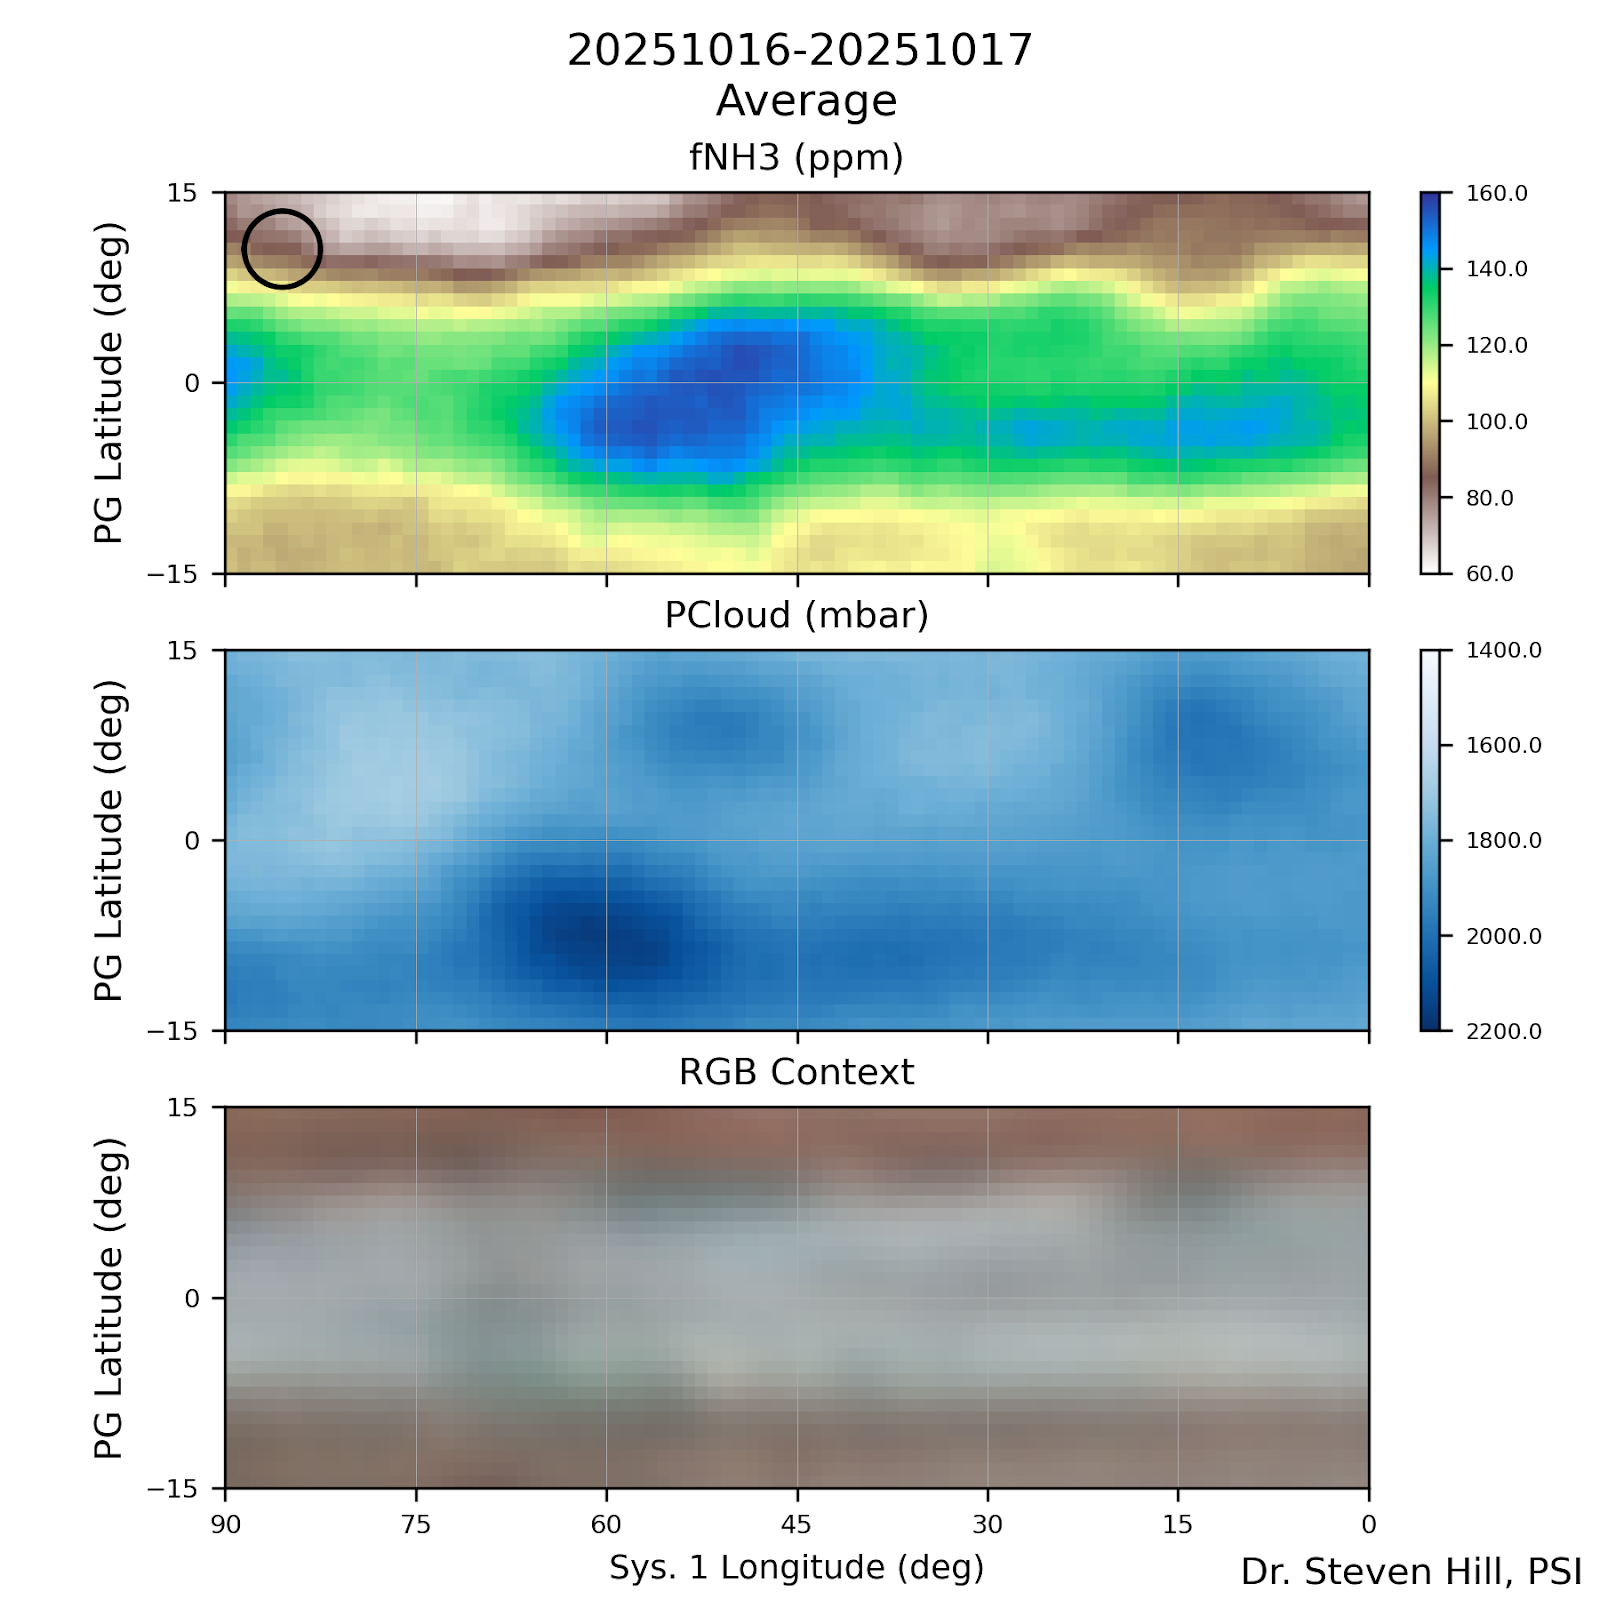 20251016-20251017
Average
fNH3 (ppm)
PG Latitude (deg)
15
0
−15
160.0
140.0
120.0
100.0
80.0
60.0
PCloud (mbar)
PG Latitude (deg)
15
0
−15
1400.0
1600.0
1800.0
2000.0
2200.0
RGB Context
PG Latitude (deg)
15
0
−15
90 75 60 45 30 15 0
Sys. 1 Longitude (deg)
Dr. Steven Hill, PSI